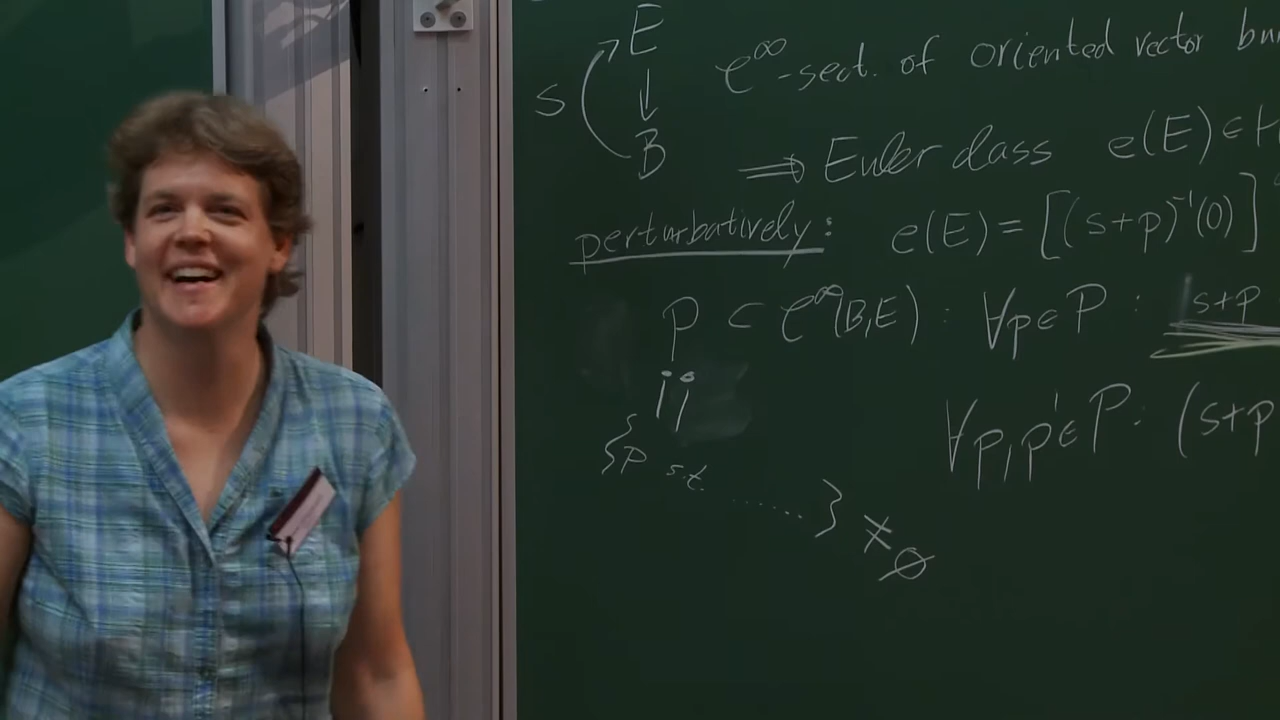 E
s ↓ C^∞-sect. of oriented vector bun
B
⟹ Euler class e(E) ∈ H
perturbatively: e(E) = [(s+p)⁻¹(0)]
P ⊂ C^∞(B,E) : ∀p∈P : s+p
∀p,p'∈P : (s+p
{p s.t. ........ } ≠ ∅